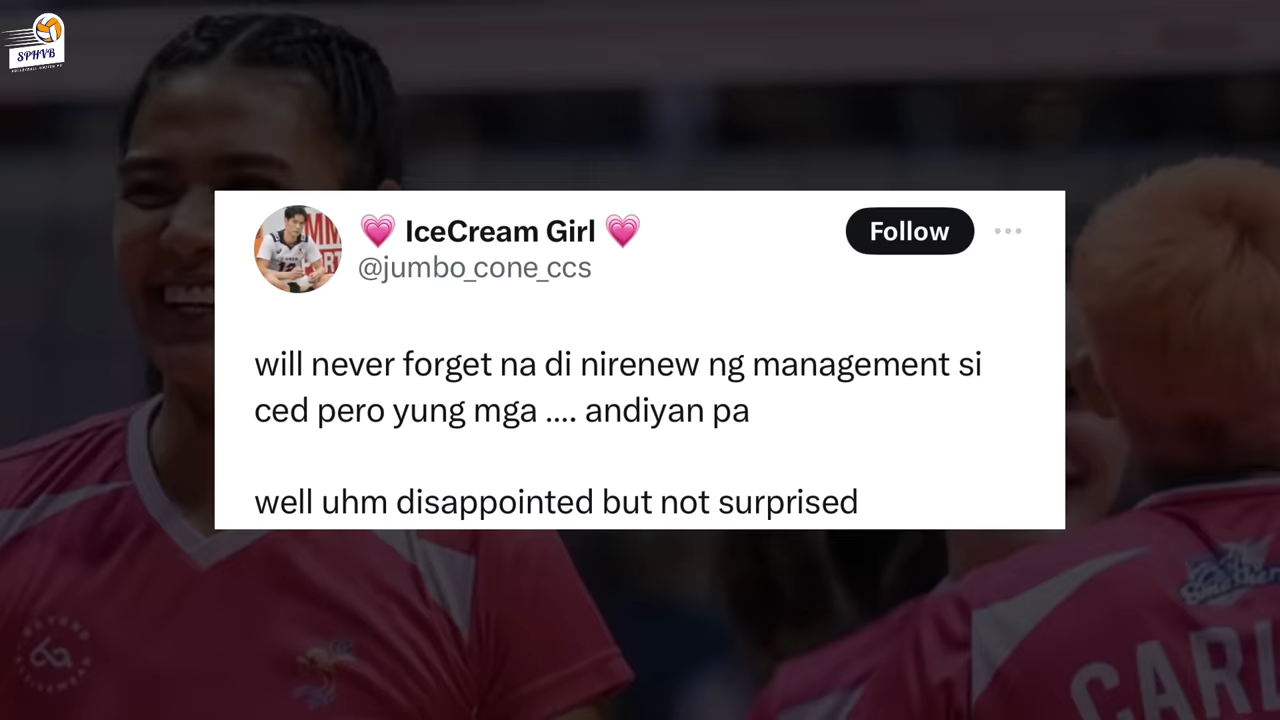 SPHVB
💗 IceCream Girl 💗
Follow
@jumbo_cone_ccs
will never forget na di nirenew ng management si
ced pero yung mga .... andiyan pa
well uhm disappointed but not surprised
CARL